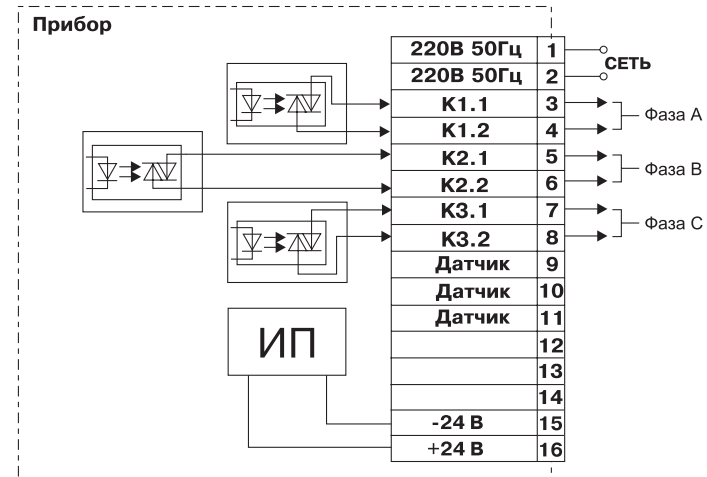 Прибор
220В 50Гц 1
СЕТЬ
220В 50Гц 2
К1.1 3
Фаза А
К1.2 4
К2.1 5
Фаза В
К2.2 6
К3.1 7
Фаза С
К3.2 8
Датчик 9
Датчик 10
Датчик 11
ИП
12
13
14
-24 В 15
+24 В 16